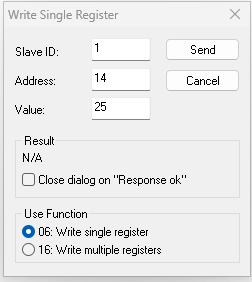 Write Single Register
Slave ID: 1 Send
Address: 14 Cancel
Value: 25
Result
N/A
Close dialog on "Response ok"
Use Function
06: Write single register
16: Write multiple registers